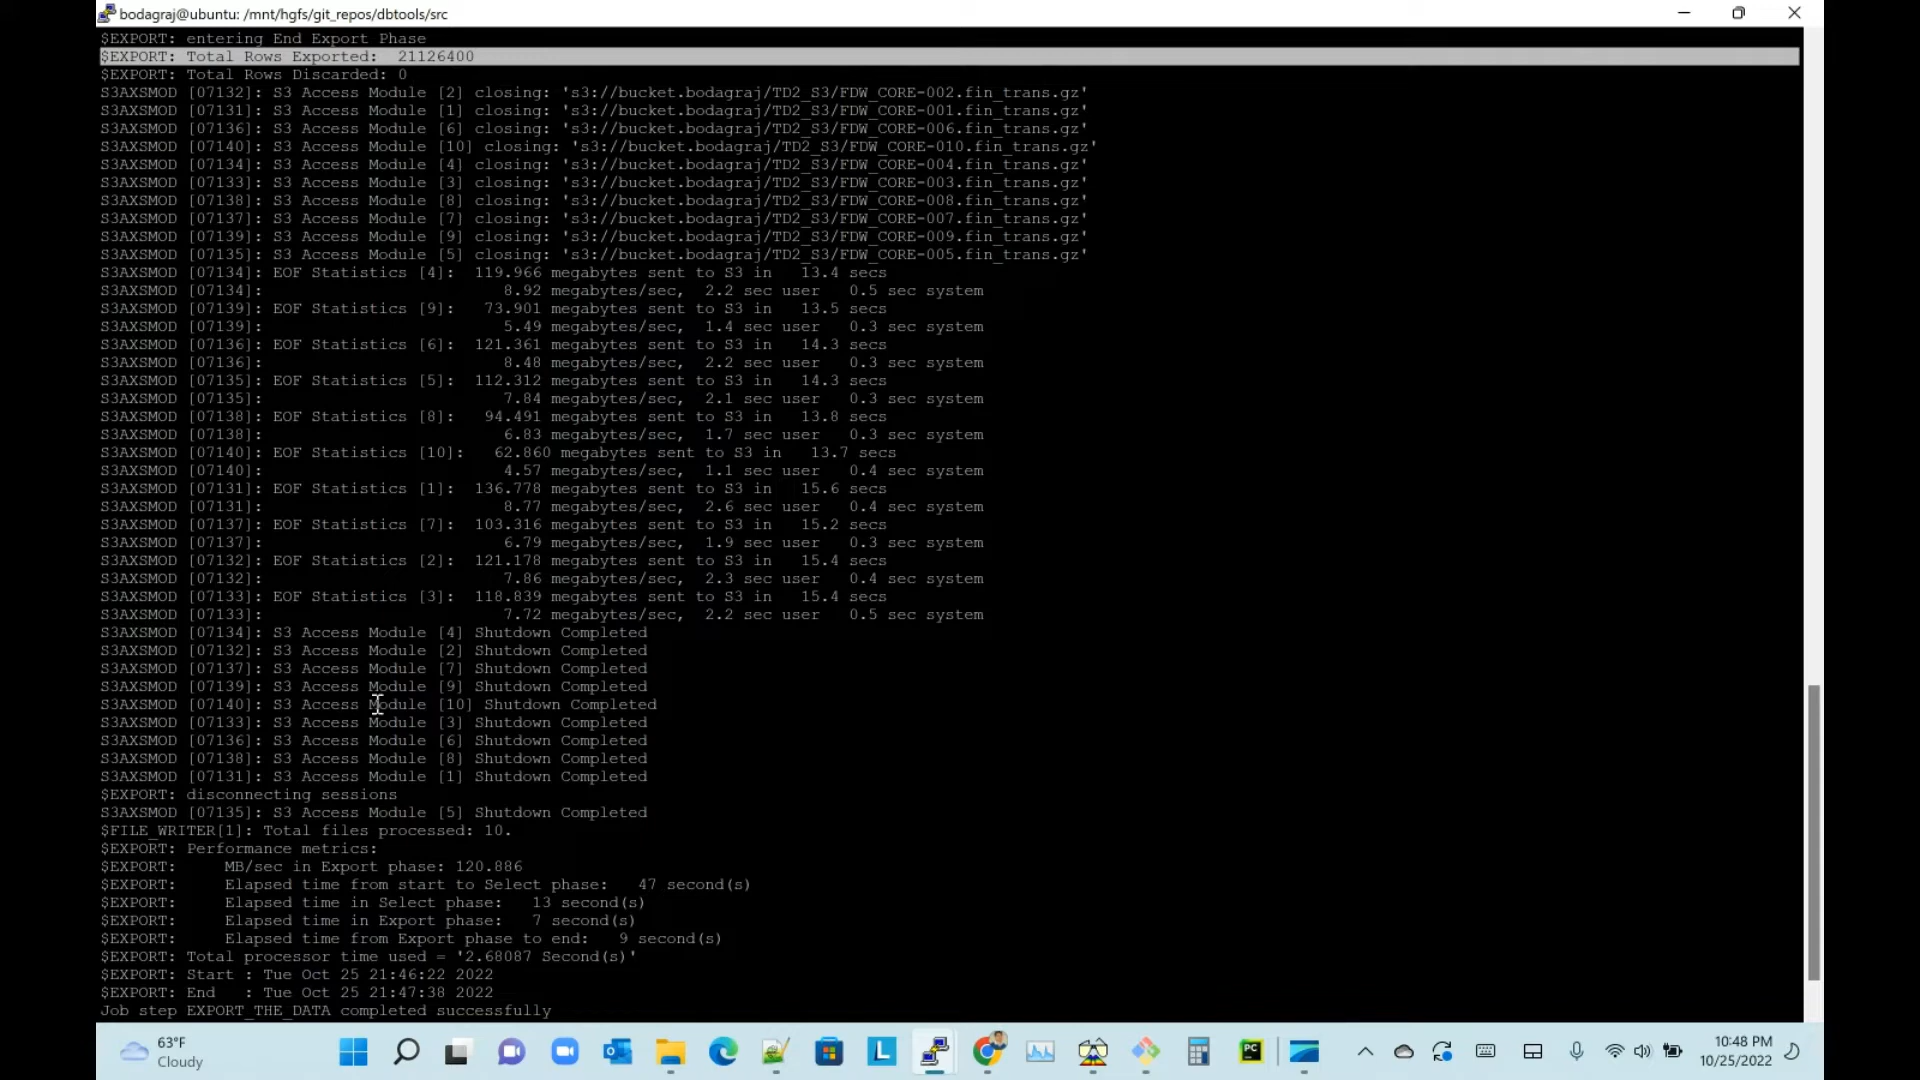 bodagraj@ubuntu: /mnt/hgfs/git_repos/dbtools/src
$EXPORT: entering End Export Phase
$EXPORT: Total Rows Exported:  21126400
$EXPORT: Total Rows Discarded: 0
S3AXSMOD [07132]: S3 Access Module [2] closing: 's3://bucket.bodagraj/TD2_S3/FDW_CORE-002.fin_trans.gz'
S3AXSMOD [07131]: S3 Access Module [1] closing: 's3://bucket.bodagraj/TD2_S3/FDW_CORE-001.fin_trans.gz'
S3AXSMOD [07136]: S3 Access Module [6] closing: 's3://bucket.bodagraj/TD2_S3/FDW_CORE-006.fin_trans.gz'
S3AXSMOD [07140]: S3 Access Module [10] closing: 's3://bucket.bodagraj/TD2_S3/FDW_CORE-010.fin_trans.gz'
S3AXSMOD [07134]: S3 Access Module [4] closing: 's3://bucket.bodagraj/TD2_S3/FDW_CORE-004.fin_trans.gz'
S3AXSMOD [07133]: S3 Access Module [3] closing: 's3://bucket.bodagraj/TD2_S3/FDW_CORE-003.fin_trans.gz'
S3AXSMOD [07138]: S3 Access Module [8] closing: 's3://bucket.bodagraj/TD2_S3/FDW_CORE-008.fin_trans.gz'
S3AXSMOD [07137]: S3 Access Module [7] closing: 's3://bucket.bodagraj/TD2_S3/FDW_CORE-007.fin_trans.gz'
S3AXSMOD [07139]: S3 Access Module [9] closing: 's3://bucket.bodagraj/TD2_S3/FDW_CORE-009.fin_trans.gz'
S3AXSMOD [07135]: S3 Access Module [5] closing: 's3://bucket.bodagraj/TD2_S3/FDW_CORE-005.fin_trans.gz'
S3AXSMOD [07134]: EOF Statistics [4]:  119.966 megabytes sent to S3 in   13.4 secs
S3AXSMOD [07134]:                         8.92 megabytes/sec,  2.2 sec user   0.5 sec system
S3AXSMOD [07139]: EOF Statistics [9]:   73.901 megabytes sent to S3 in   13.5 secs
S3AXSMOD [07139]:                         5.49 megabytes/sec,  1.4 sec user   0.3 sec system
S3AXSMOD [07136]: EOF Statistics [6]:  121.361 megabytes sent to S3 in   14.3 secs
S3AXSMOD [07136]:                         8.48 megabytes/sec,  2.2 sec user   0.3 sec system
S3AXSMOD [07135]: EOF Statistics [5]:  112.312 megabytes sent to S3 in   14.3 secs
S3AXSMOD [07135]:                         7.84 megabytes/sec,  2.1 sec user   0.3 sec system
S3AXSMOD [07138]: EOF Statistics [8]:   94.491 megabytes sent to S3 in   13.8 secs
S3AXSMOD [07138]:                         6.83 megabytes/sec,  1.7 sec user   0.3 sec system
S3AXSMOD [07140]: EOF Statistics [10]:   62.860 megabytes sent to S3 in   13.7 secs
S3AXSMOD [07140]:                         4.57 megabytes/sec,  1.1 sec user   0.4 sec system
S3AXSMOD [07131]: EOF Statistics [1]:  136.778 megabytes sent to S3 in   15.6 secs
S3AXSMOD [07131]:                         8.77 megabytes/sec,  2.6 sec user   0.4 sec system
S3AXSMOD [07137]: EOF Statistics [7]:  103.316 megabytes sent to S3 in   15.2 secs
S3AXSMOD [07137]:                         6.79 megabytes/sec,  1.9 sec user   0.3 sec system
S3AXSMOD [07132]: EOF Statistics [2]:  121.178 megabytes sent to S3 in   15.4 secs
S3AXSMOD [07132]:                         7.86 megabytes/sec,  2.3 sec user   0.4 sec system
S3AXSMOD [07133]: EOF Statistics [3]:  118.839 megabytes sent to S3 in   15.4 secs
S3AXSMOD [07133]:                         7.72 megabytes/sec,  2.2 sec user   0.5 sec system
S3AXSMOD [07134]: S3 Access Module [4] Shutdown Completed
S3AXSMOD [07132]: S3 Access Module [2] Shutdown Completed
S3AXSMOD [07137]: S3 Access Module [7] Shutdown Completed
S3AXSMOD [07139]: S3 Access Module [9] Shutdown Completed
S3AXSMOD [07140]: S3 Access Module [10] Shutdown Completed
S3AXSMOD [07133]: S3 Access Module [3] Shutdown Completed
S3AXSMOD [07136]: S3 Access Module [6] Shutdown Completed
S3AXSMOD [07138]: S3 Access Module [8] Shutdown Completed
S3AXSMOD [07131]: S3 Access Module [1] Shutdown Completed
$EXPORT: disconnecting sessions
S3AXSMOD [07135]: S3 Access Module [5] Shutdown Completed
$FILE_WRITER[1]: Total files processed: 10.
$EXPORT: Performance metrics:
$EXPORT:     MB/sec in Export phase: 120.886
$EXPORT:     Elapsed time from start to Select phase:   47 second(s)
$EXPORT:     Elapsed time in Select phase:   13 second(s)
$EXPORT:     Elapsed time in Export phase:   7 second(s)
$EXPORT:     Elapsed time from Export phase to end:   9 second(s)
$EXPORT: Total processor time used = '2.68087 Second(s)'
$EXPORT: Start : Tue Oct 25 21:46:22 2022
$EXPORT: End   : Tue Oct 25 21:47:38 2022
Job step EXPORT_THE_DATA completed successfully
63°F
Cloudy
L
PC
10:48 PM
10/25/2022